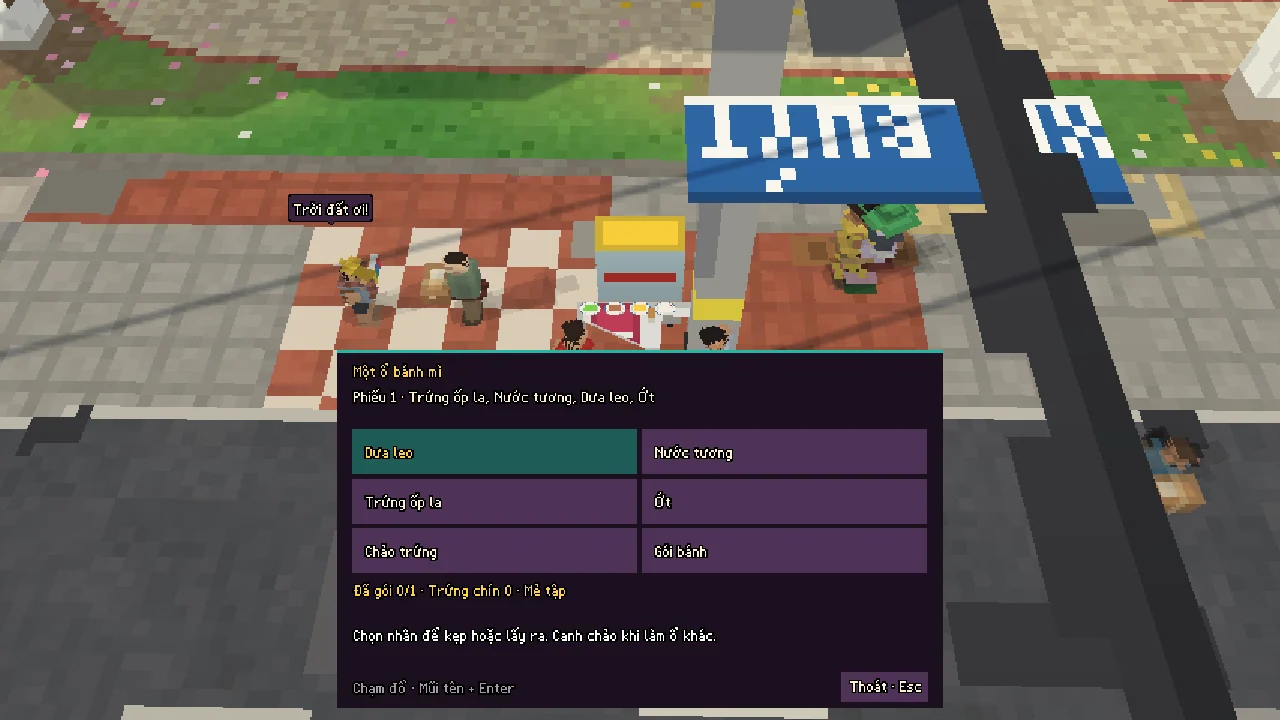 Trời đất ơi!
Một ổ bánh mì
Phiếu 1 · Trứng ốp la, Nước tương, Dưa leo, Ớt
Dưa leo
Nước tương
Trứng ốp la
Ớt
Chảo trứng
Gói bánh
Đã gói 0/1 · Trứng chín 0 · Mẻ tập
Chọn nhân để kẹp hoặc lấy ra. Canh chảo khi làm ổ khác.
Chạm đồ · Mũi tên + Enter
Thoát · Esc